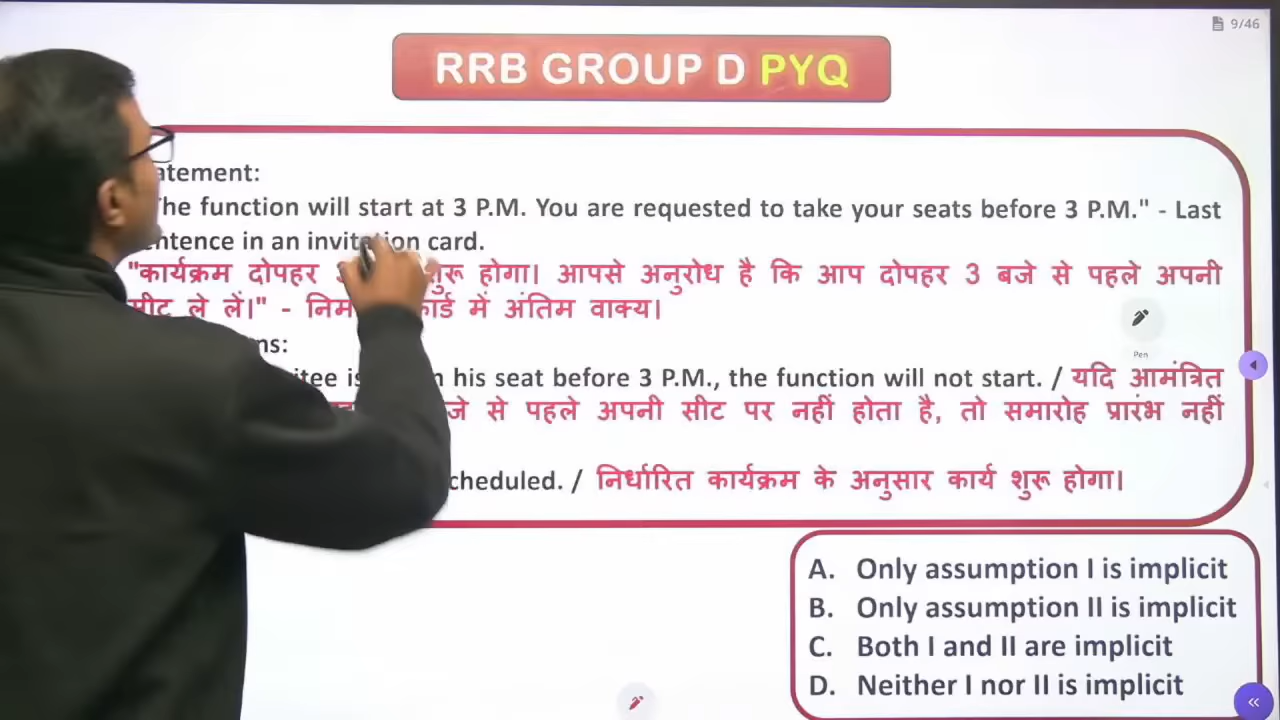 9/46
RRB GROUP D PYQ
atement:
he function will start at 3 P.M. You are requested to take your seats before 3 P.M." - Last
ntence in an invitation card.
"कार्यक्रम दोपहर शुरू होगा। आपसे अनुरोध है कि आप दोपहर 3 बजे से पहले अपनी
सीट ले लें।" - में अंतिम वाक्य।
ns:
his seat before 3 P.M., the function will not start. / यदि आमंत्रित
से पहले अपनी सीट पर नहीं होता है, तो समारोह प्रारंभ नहीं
cheduled. / निर्धारित कार्यक्रम के अनुसार कार्य शुरू होगा।
Pen
A. Only assumption I is implicit
B. Only assumption II is implicit
C. Both I and II are implicit
D. Neither I nor II is implicit